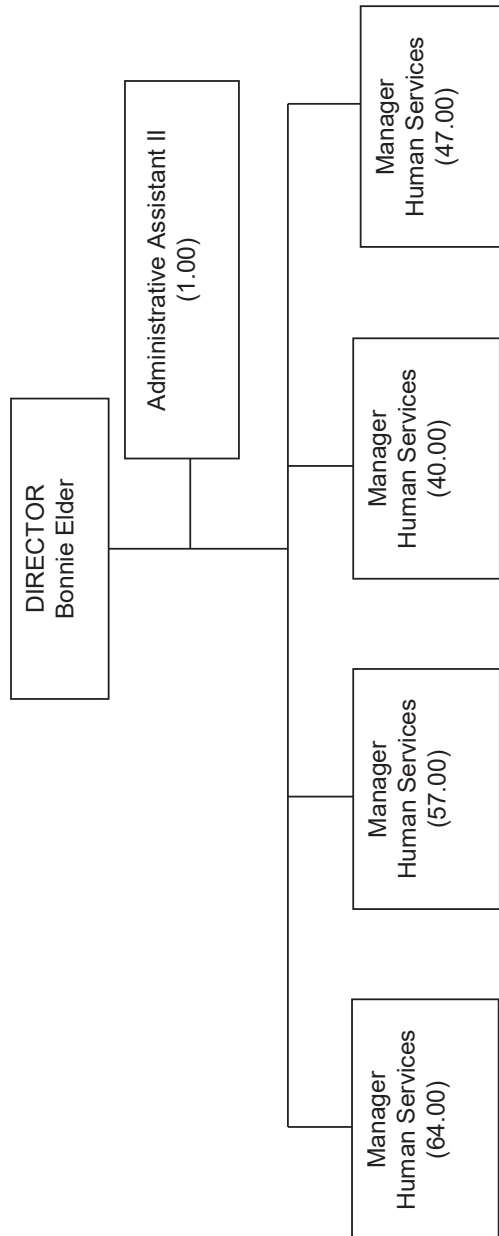 DIRECTOR
Bonnie Elder
Administrative Assistant II
(1.00)
Manager
Human Services
(64.00)
Manager
Human Services
(57.00)
Manager
Human Services
(40.00)
Manager
Human Services
(47.00)